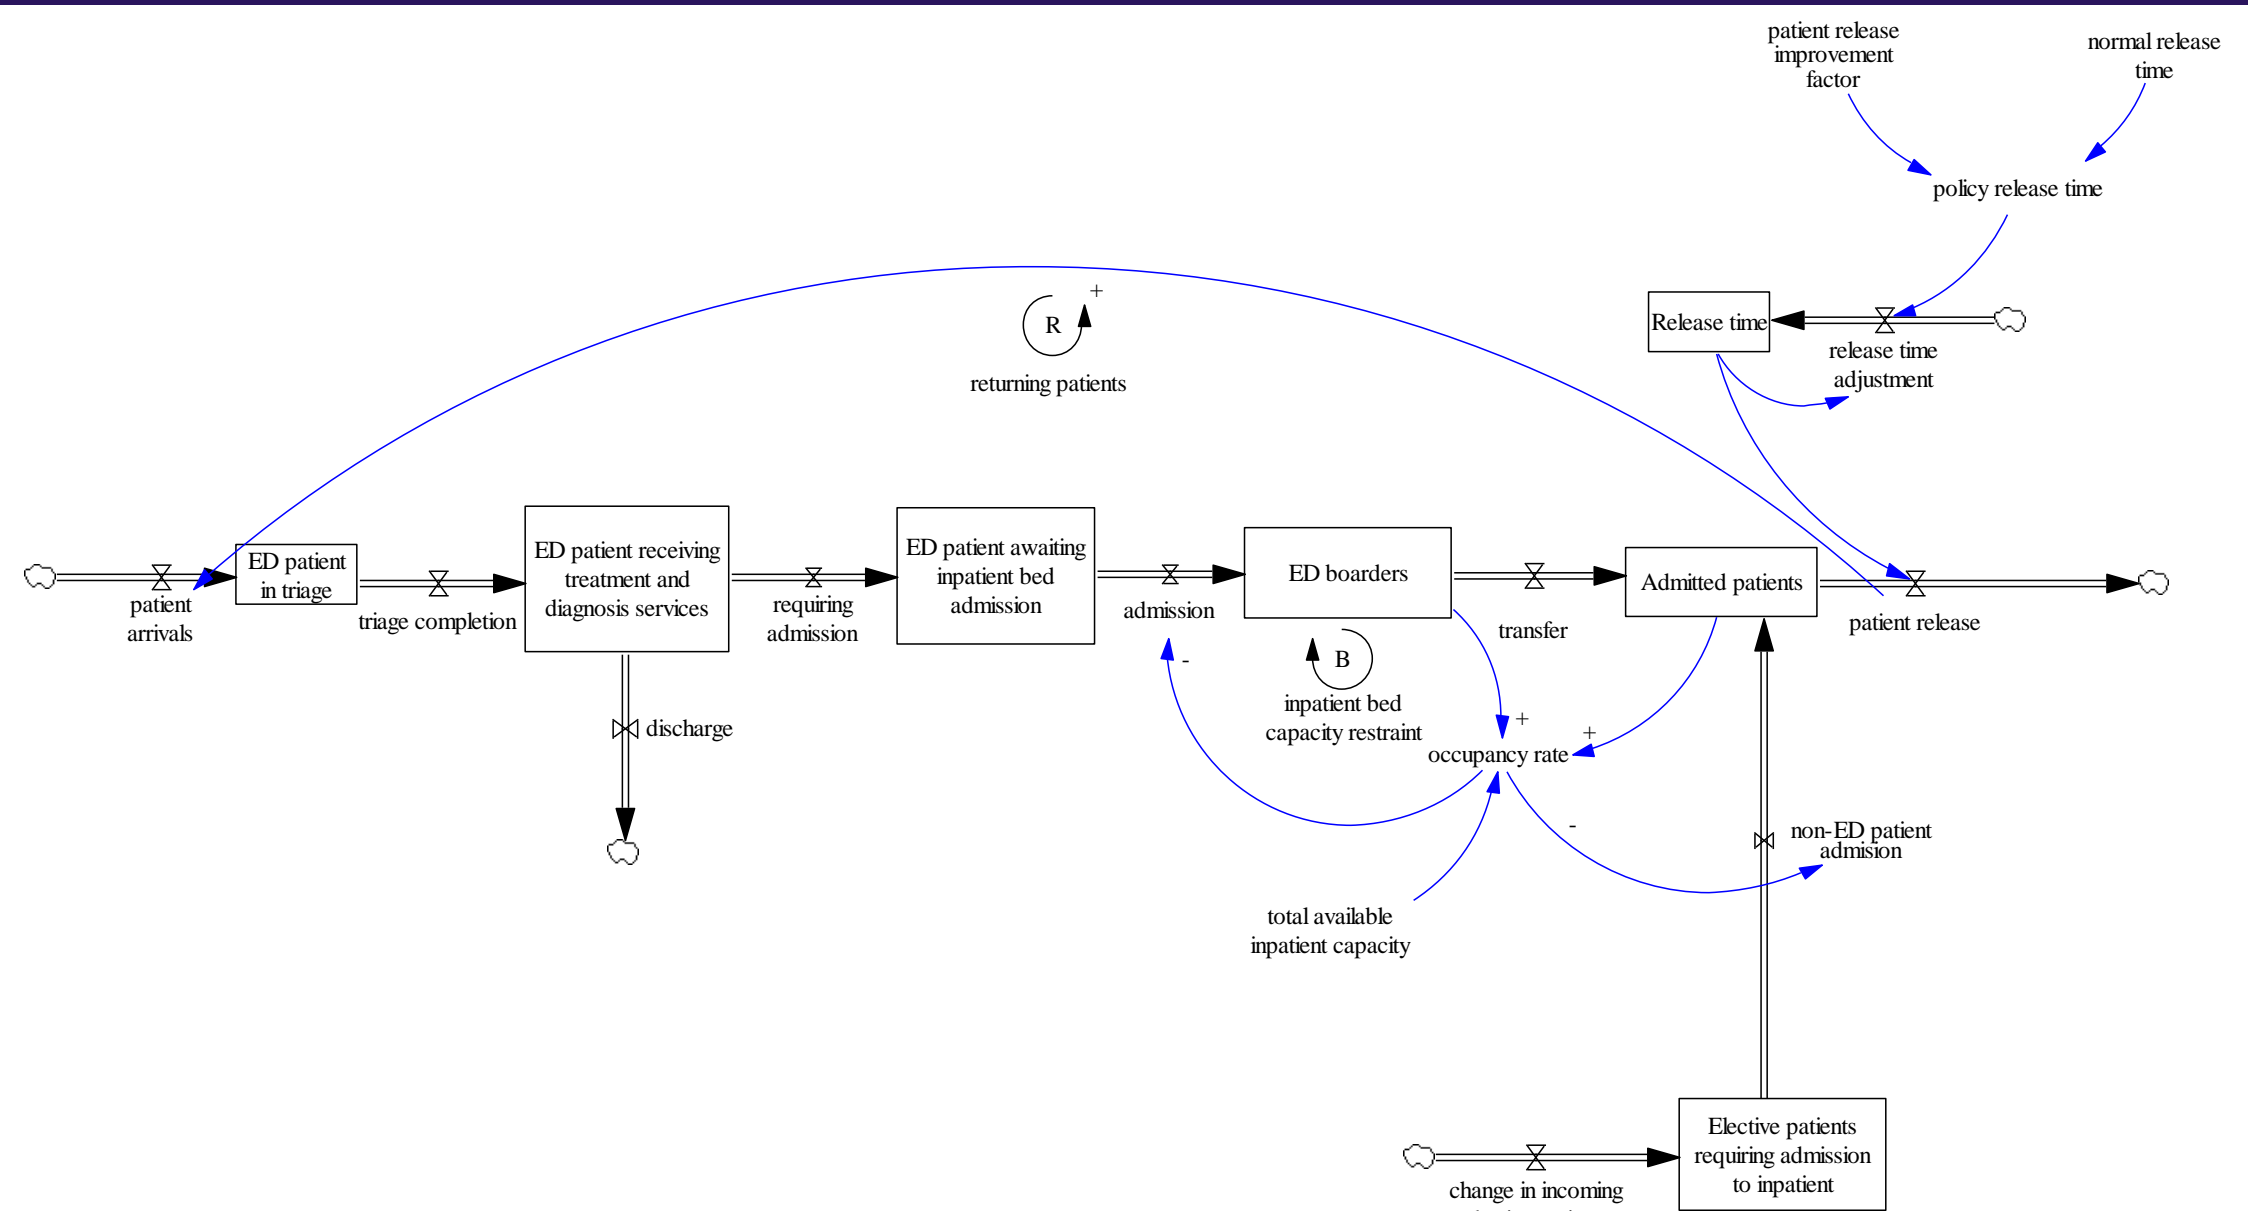 patient release
improvement
factor
normal release
time
policy release time
+
R
returning patients
Release time
release time
adjustment
ED patient
in triage
patient
arrivals
triage completion
ED patient receiving
treatment and
diagnosis services
requiring
admission
ED patient awaiting
inpatient bed
admission
admission
-
ED boarders
B
inpatient bed
capacity restraint
transfer
Admitted patients
patient release
discharge
+
+
occupancy rate
-
non-ED patient
admision
total available
inpatient capacity
Elective patients
requiring admission
to inpatient
change in incoming